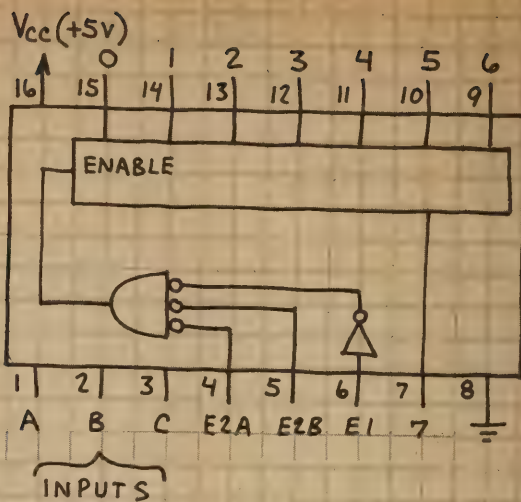 Vcc (+5v)
0 1 2 3 4 5 6
16 15 14 13 12 11 10 9
ENABLE
1 2 3 4 5 6 7 8
A B C E2A E2B E1 7
INPUTS